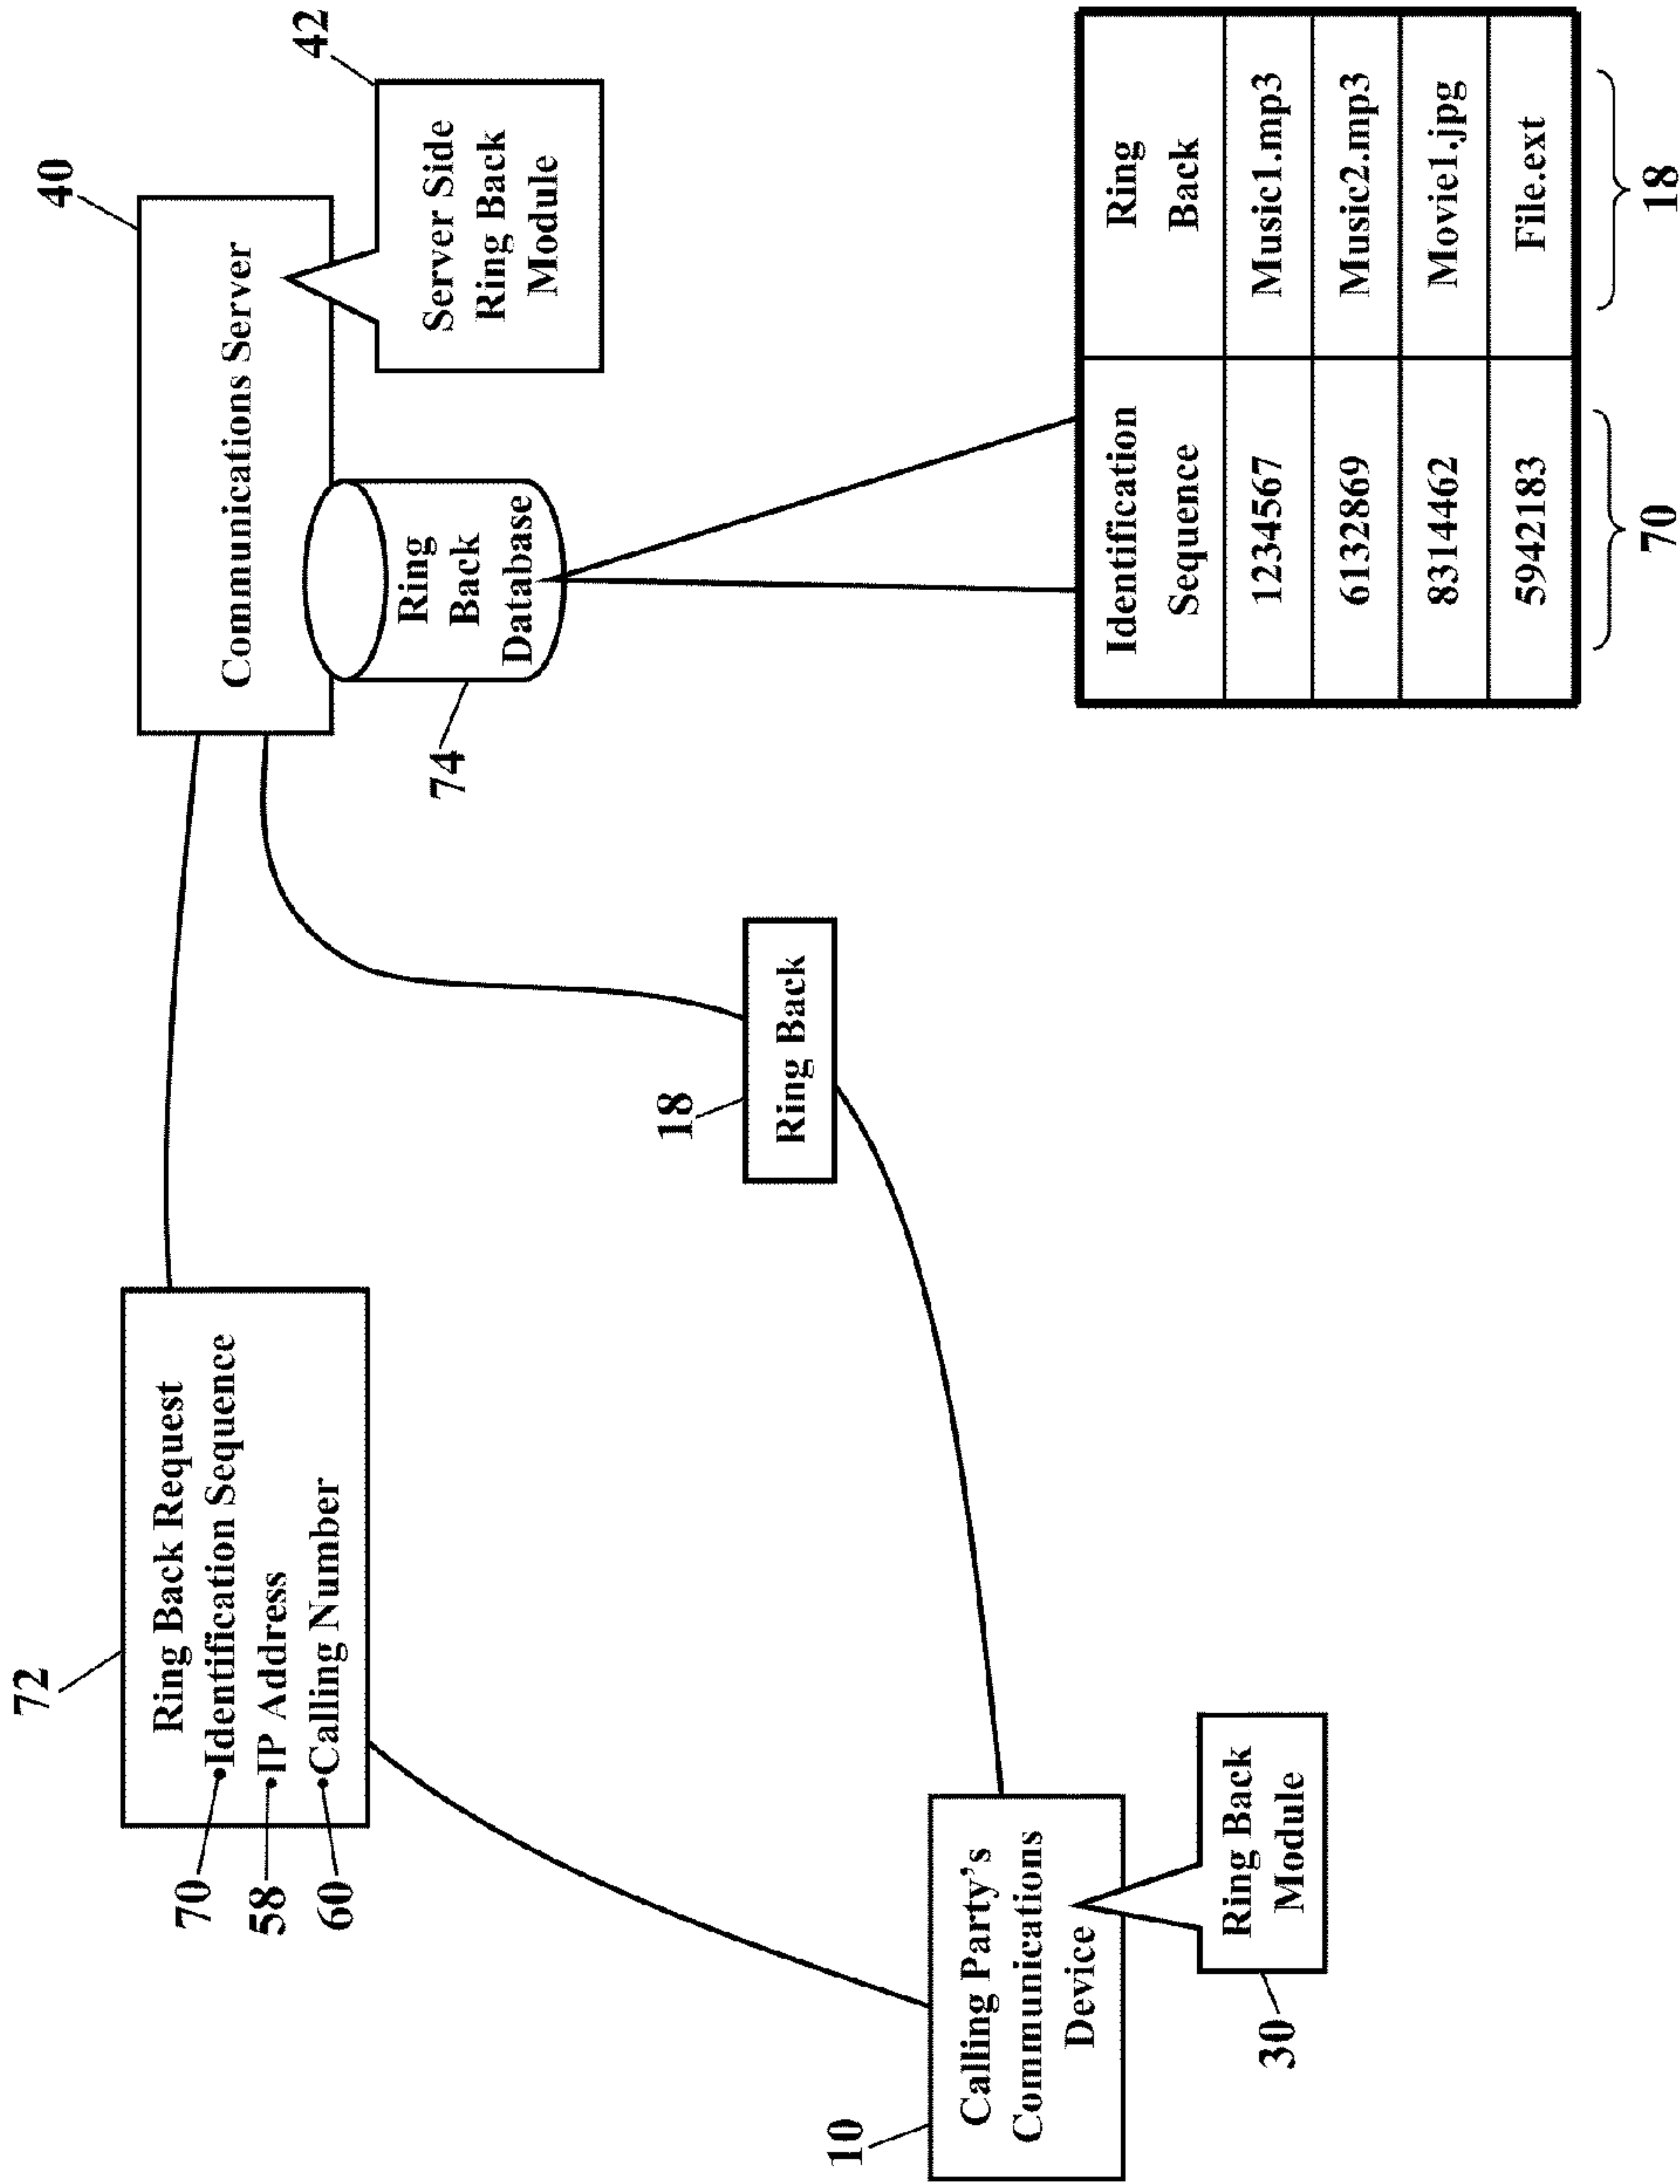 72
Ring Back Request
•Identification Sequence
•IP Address
•Calling Number
70
58
60
40
Communications Server
42
Server Side
Ring Back
Module
Ring
Back
Database
74
18
Ring Back
10
Calling Party's
Communications
Device
Ring Back
Module
30
Identification
Sequence
Ring
Back
1234567
Music1.mp3
6132869
Music2.mp3
8314462
Movie1.jpg
5942183
File.ext
70
18